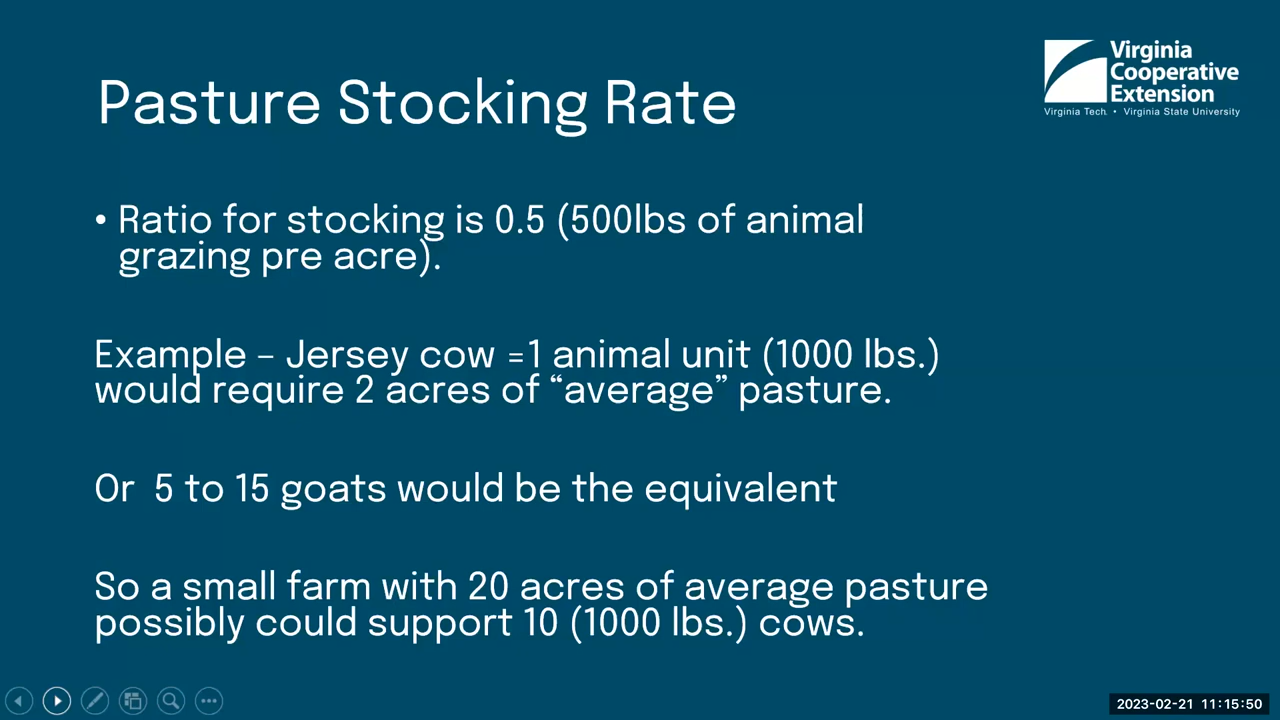 Virginia
Cooperative
Extension
Virginia Tech. • Virginia State University
Pasture Stocking Rate
• Ratio for stocking is 0.5 (500lbs of animal
grazing pre acre).
Example – Jersey cow =1 animal unit (1000 lbs.)
would require 2 acres of “average” pasture.
Or 5 to 15 goats would be the equivalent
So a small farm with 20 acres of average pasture
possibly could support 10 (1000 lbs.) cows.
2023-02-21 11:15:50